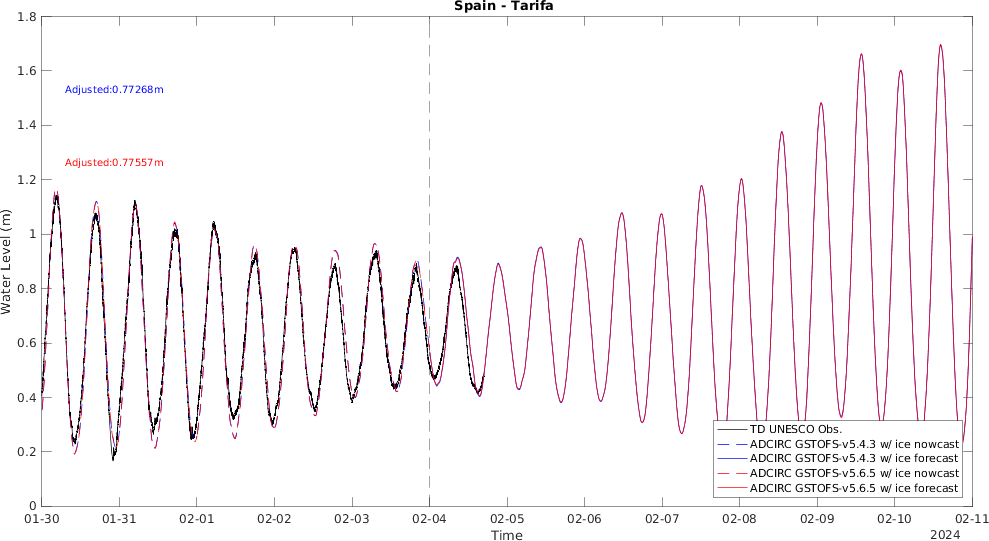 Spain - Tarifa
1.8
1.6
1.4
1.2
1
0.8
0.6
0.4
0.2
0
Water Level (m)
Adjusted:0.77268m
Adjusted:0.77557m
TD UNESCO Obs.
ADCIRC GSTOFS-v5.4.3 w/ ice nowcast
ADCIRC GSTOFS-v5.4.3 w/ ice forecast
ADCIRC GSTOFS-v5.6.5 w/ ice nowcast
ADCIRC GSTOFS-v5.6.5 w/ ice forecast
01-30 01-31 02-01 02-02 02-03 02-04 02-05 02-06 02-07 02-08 02-09 02-10 02-11
Time
2024